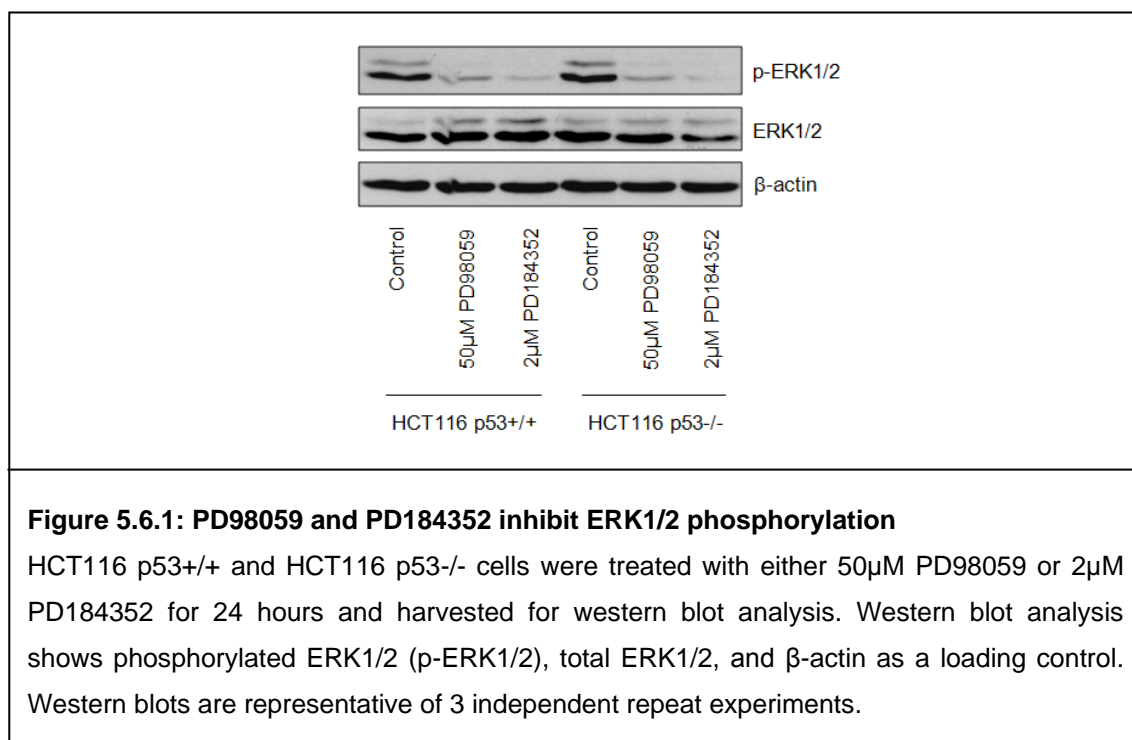 p-ERK1/2
ERK1/2
β-actin
Control
50µM PD98059
2µM PD184352
Control
50µM PD98059
2µM PD184352
HCT116 p53+/+
HCT116 p53-/-
Figure 5.6.1: PD98059 and PD184352 inhibit ERK1/2 phosphorylation
HCT116 p53+/+ and HCT116 p53-/- cells were treated with either 50µM PD98059 or 2µM
PD184352 for 24 hours and harvested for western blot analysis. Western blot analysis
shows phosphorylated ERK1/2 (p-ERK1/2), total ERK1/2, and β-actin as a loading control.
Western blots are representative of 3 independent repeat experiments.